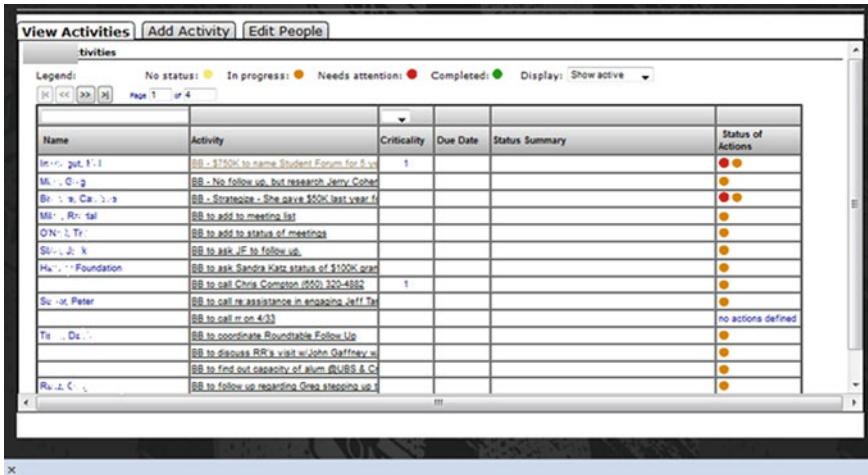 View Activities Add Activity Edit People
tivities
Legend: No status: In progress: Needs attention: Completed: Display: Show active
|< << >> >| Page 1 of 4
Name Activity Criticality Due Date Status Summary Status of Actions
BB - $750K to name Student Forum for 5 ye 1
BB - No follow up, but research Jerry Cohen
BB - Strategize - She gave $50K last year fr
BB to add to meeting list
BB to add to status of meetings
BB to ask JF to follow up.
Foundation BB to ask Sandra Katz status of $100K gran
BB to call Chris Compton (650) 320-4882 1
Peter BB to call re:assistance in engaging Jeff Tar
BB to call rr on 4/33 no actions defined
BB to coordinate Roundtable Follow Up
BB to discuss RR's visit w/John Gaffney w
BB to find out capacity of alum @UBS & Cr
BB to follow up regarding Greg stepping up t